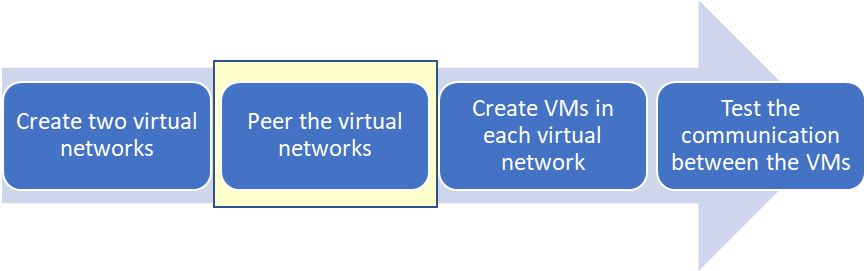 Create two virtual
networks
Peer the virtual
networks
Create VMs in
each virtual
network
Test the
communication
between the VMs